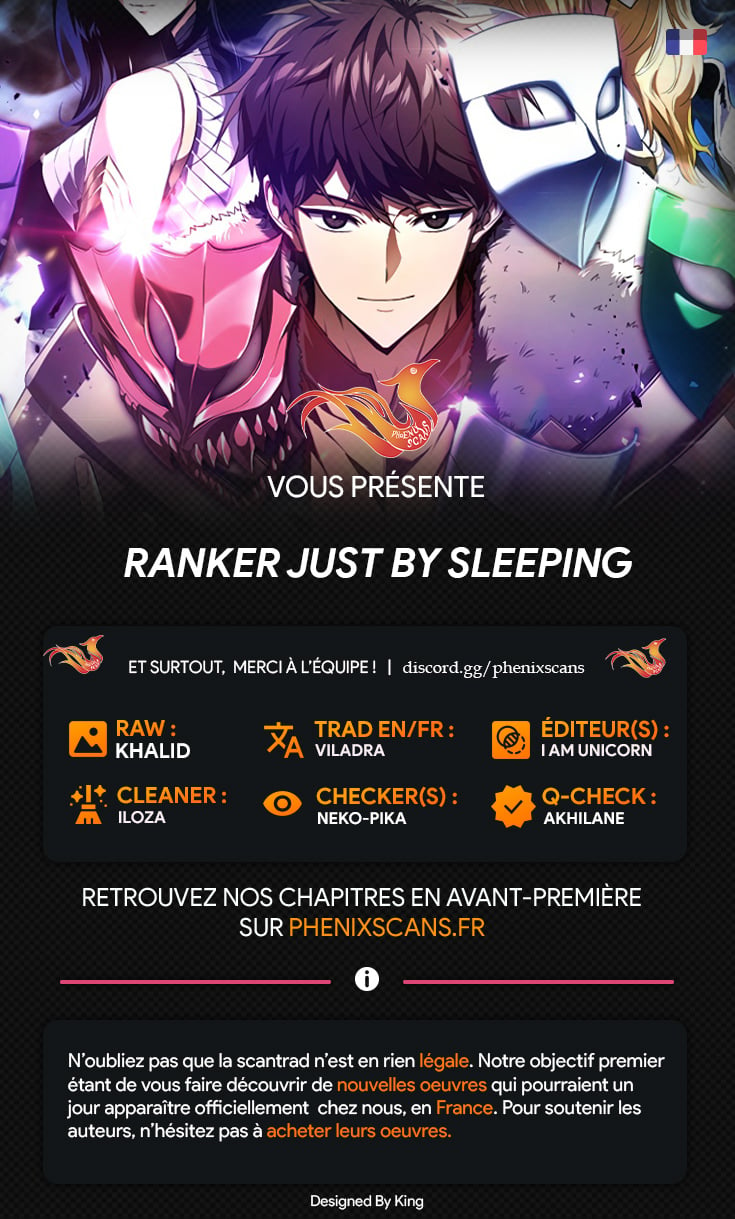 PHENIX
SCANS
VOUS PRÉSENTE
RANKER JUST BY SLEEPING
ET SURTOUT, MERCI À L'ÉQUIPE ! | discord.gg/phenixscans
RAW :
KHALID
TRAD EN/FR :
VILADRA
ÉDITEUR(S) :
I AM UNICORN
CLEANER :
ILOZA
CHECKER(S) :
NEKO-PIKA
Q-CHECK :
AKHILANE
RETROUVEZ NOS CHAPITRES EN AVANT-PREMIÈRE
SUR PHENIXSCANS.FR
N'oubliez pas que la scantrad n'est en rien légale. Notre objectif premier
étant de vous faire découvrir de nouvelles oeuvres qui pourraient un
jour apparaître officiellement chez nous, en France. Pour soutenir les
auteurs, n'hésitez pas à acheter leurs oeuvres.
Designed By King